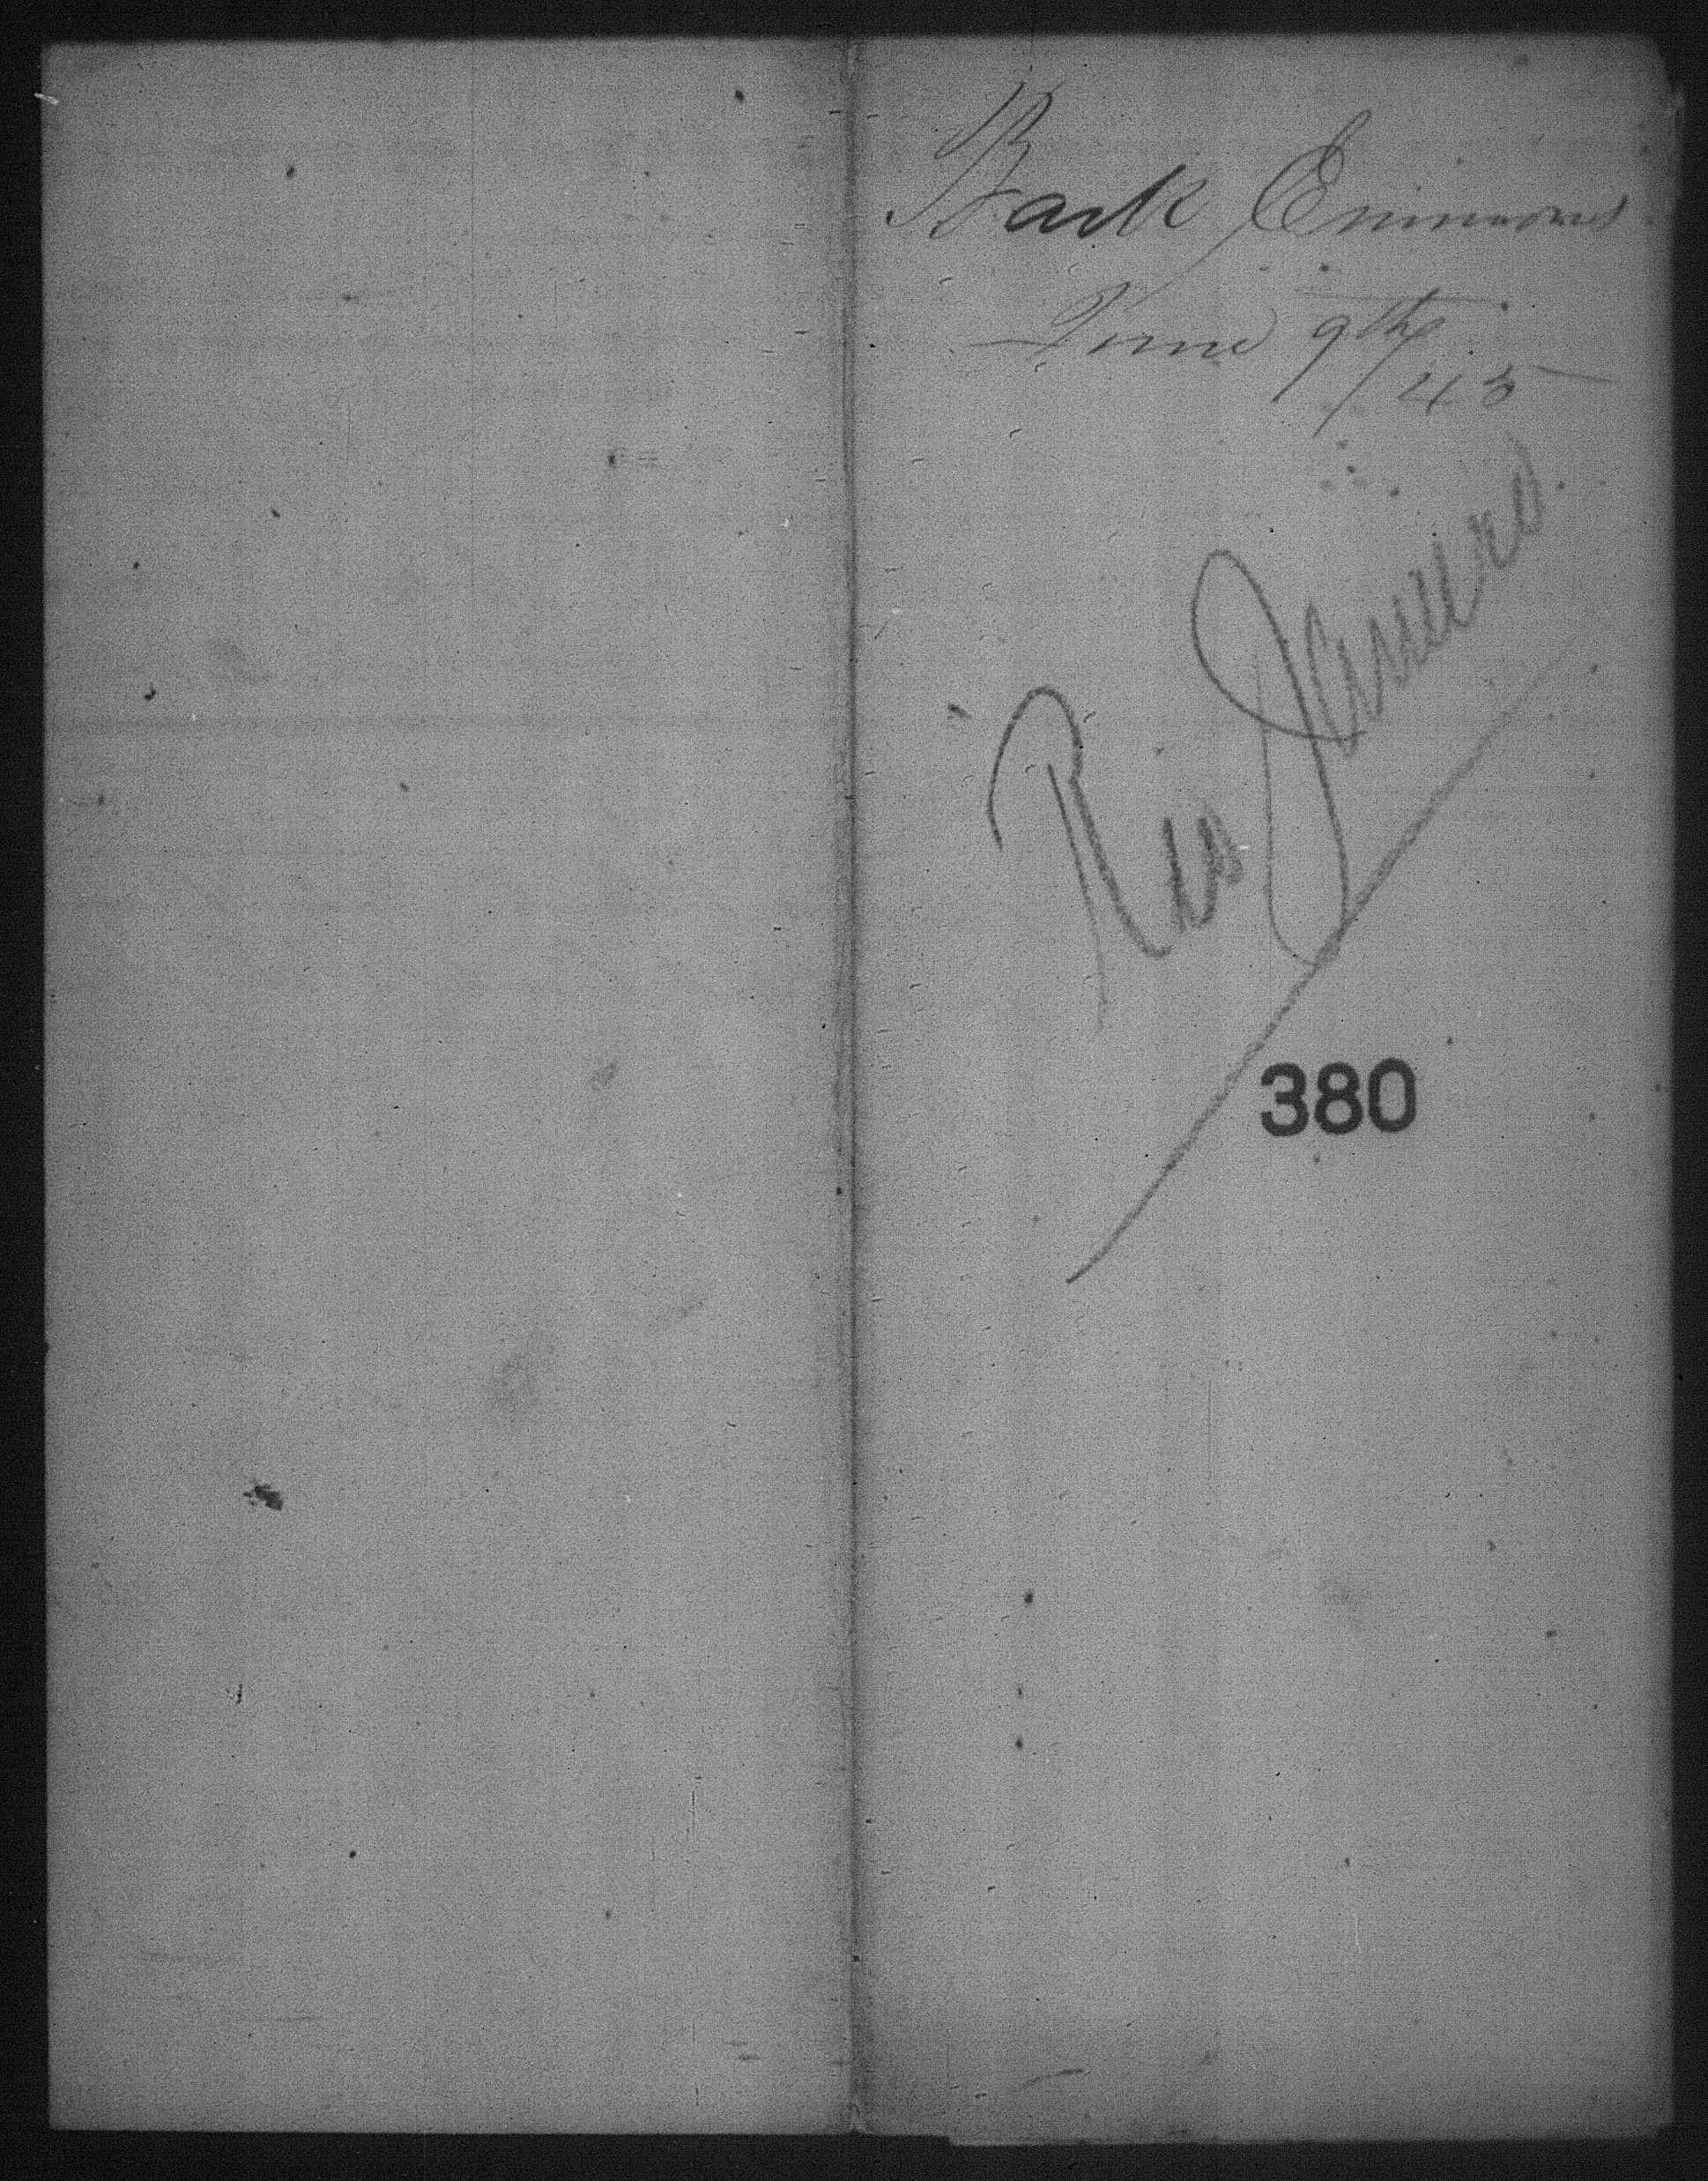 Bark Emmons
June 9th
/45
Rio Janeiro
380